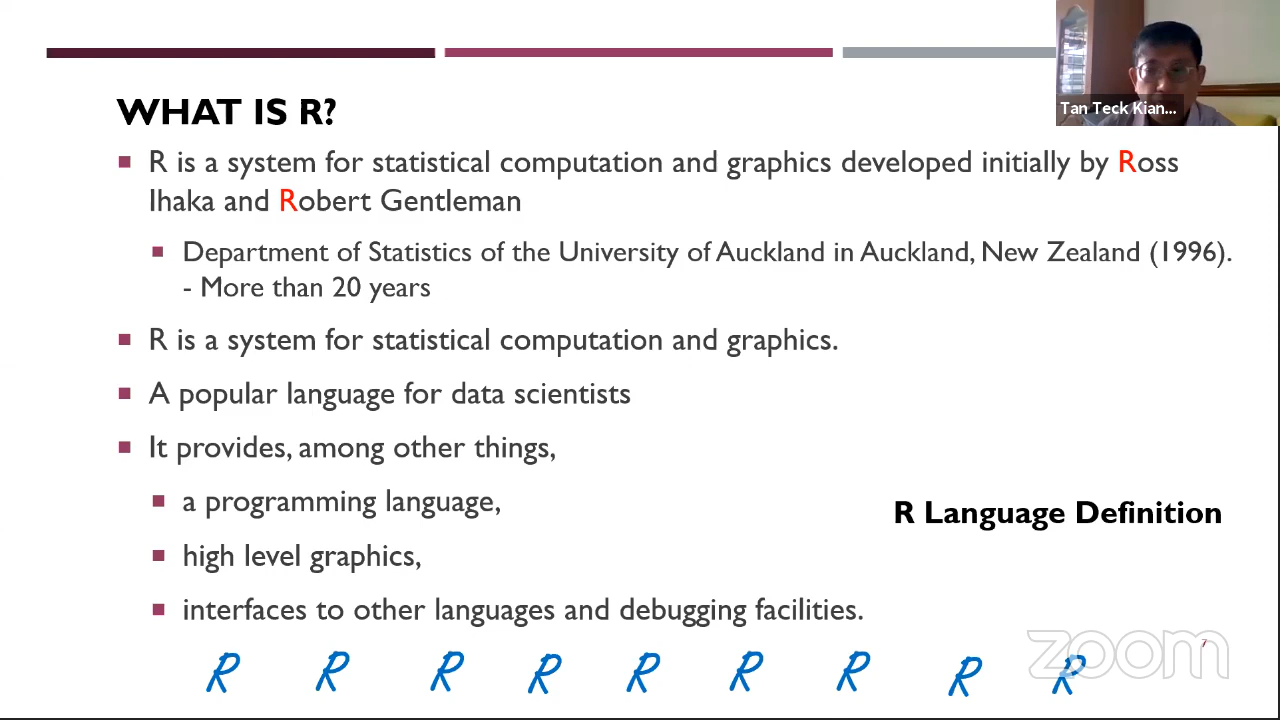 Tan Teck Kian...
WHAT IS R?
R is a system for statistical computation and graphics developed initially by Ross
Ihaka and Robert Gentleman
Department of Statistics of the University of Auckland in Auckland, New Zealand (1996).
- More than 20 years
R is a system for statistical computation and graphics.
A popular language for data scientists
It provides, among other things,
a programming language,
R Language Definition
high level graphics,
interfaces to other languages and debugging facilities.
zoom
7
R R R R R R R R R